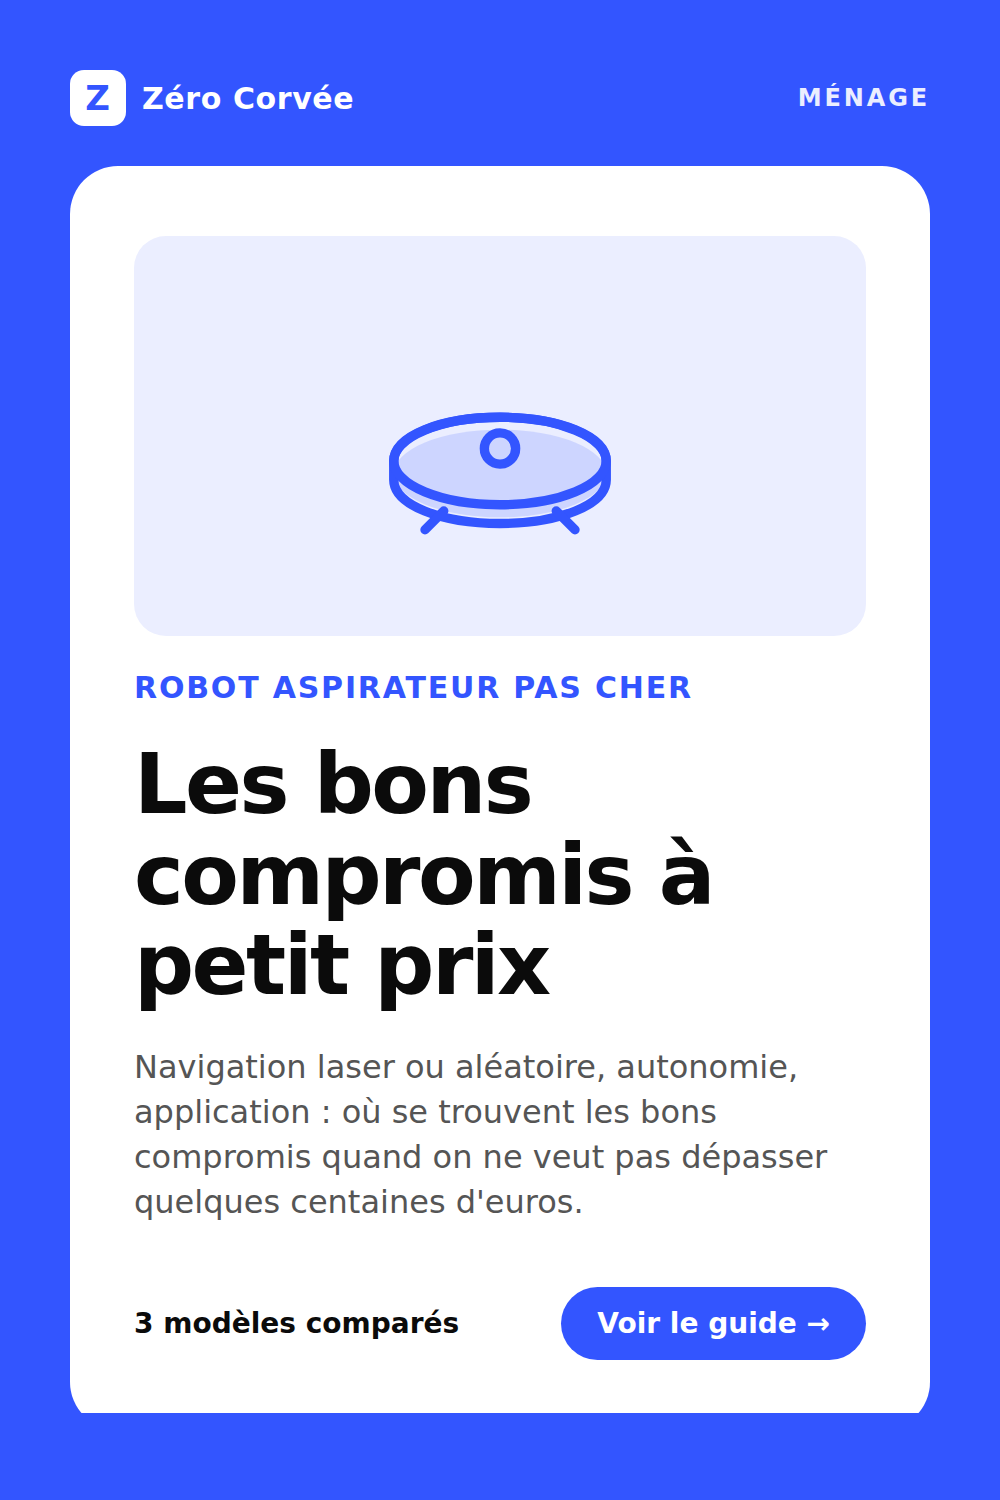 Z Zéro Corvée
MÉNAGE
ROBOT ASPIRATEUR PAS CHER
Les bons
compromis à
petit prix
Navigation laser ou aléatoire, autonomie,
application : où se trouvent les bons
compromis quand on ne veut pas dépasser
quelques centaines d'euros.
3 modèles comparés
Voir le guide →